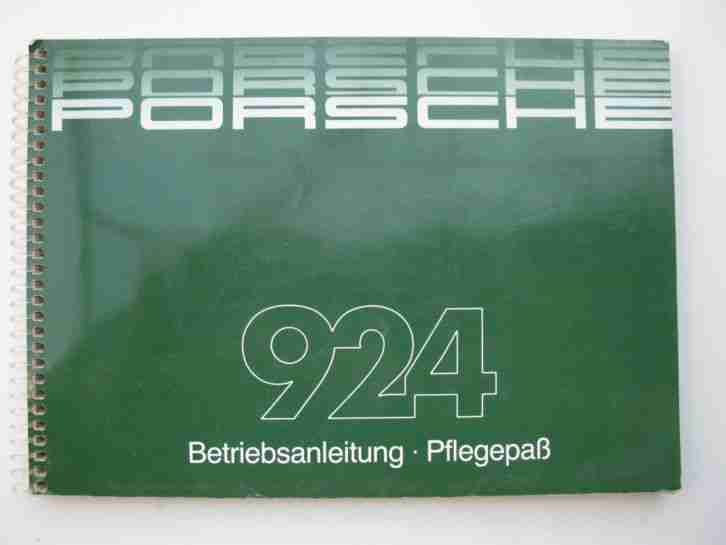 PORSCHE
PORSCHE
PORSCHE
924
Betriebsanleitung · Pflegepaß